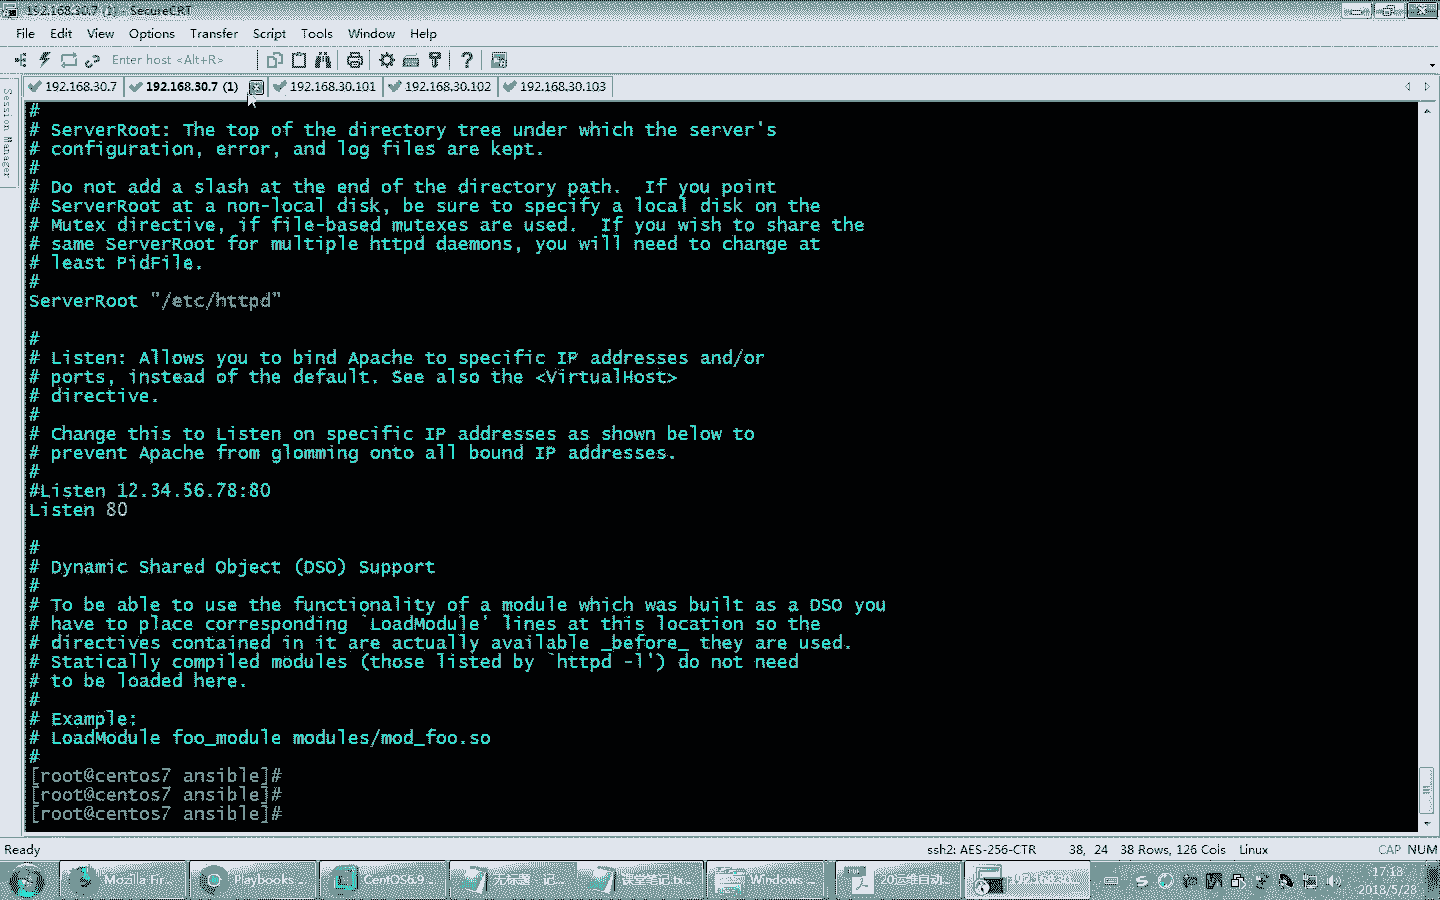 192.168.30.7 (1) - SecureCRT
File Edit View Options Transfer Script Tools Window Help
Enter host <Alt+R>
192.168.30.7 192.168.30.7 (1) 192.168.30.101 192.168.30.102 192.168.30.103
Session Manager
#
# ServerRoot: The top of the directory tree under which the server's
# configuration, error, and log files are kept.
#
# Do not add a slash at the end of the directory path.  If you point
# ServerRoot at a non-local disk, be sure to specify a local disk on the
# Mutex directive, if file-based mutexes are used.  If you wish to share the
# same ServerRoot for multiple httpd daemons, you will need to change at
# least PidFile.
#
ServerRoot "/etc/httpd"
#
# Listen: Allows you to bind Apache to specific IP addresses and/or
# ports, instead of the default. See also the <VirtualHost>
# directive.
#
# Change this to Listen on specific IP addresses as shown below to
# prevent Apache from glomming onto all bound IP addresses.
#
#Listen 12.34.56.78:80
Listen 80
#
# Dynamic Shared Object (DSO) Support
#
# To be able to use the functionality of a module which was built as a DSO you
# have to place corresponding `LoadModule' lines at this location so the
# directives contained in it are actually available _before_ they are used.
# Statically compiled modules (those listed by `httpd -l') do not need
# to be loaded here.
#
# Example:
# LoadModule foo_module modules/mod_foo.so
#
[root@centos7 ansible]#
[root@centos7 ansible]#
[root@centos7 ansible]#
Ready ssh2: AES-256-CTR 38, 24 38 Rows, 126 Cols Linux CAP NUM
Mozilla Fir... Playbooks ... CentOS6.9 ... 无标题 - 记... 课堂笔记.tx... Windows ... 20运维自动... 192.168.30... 17:18
2018/5/28